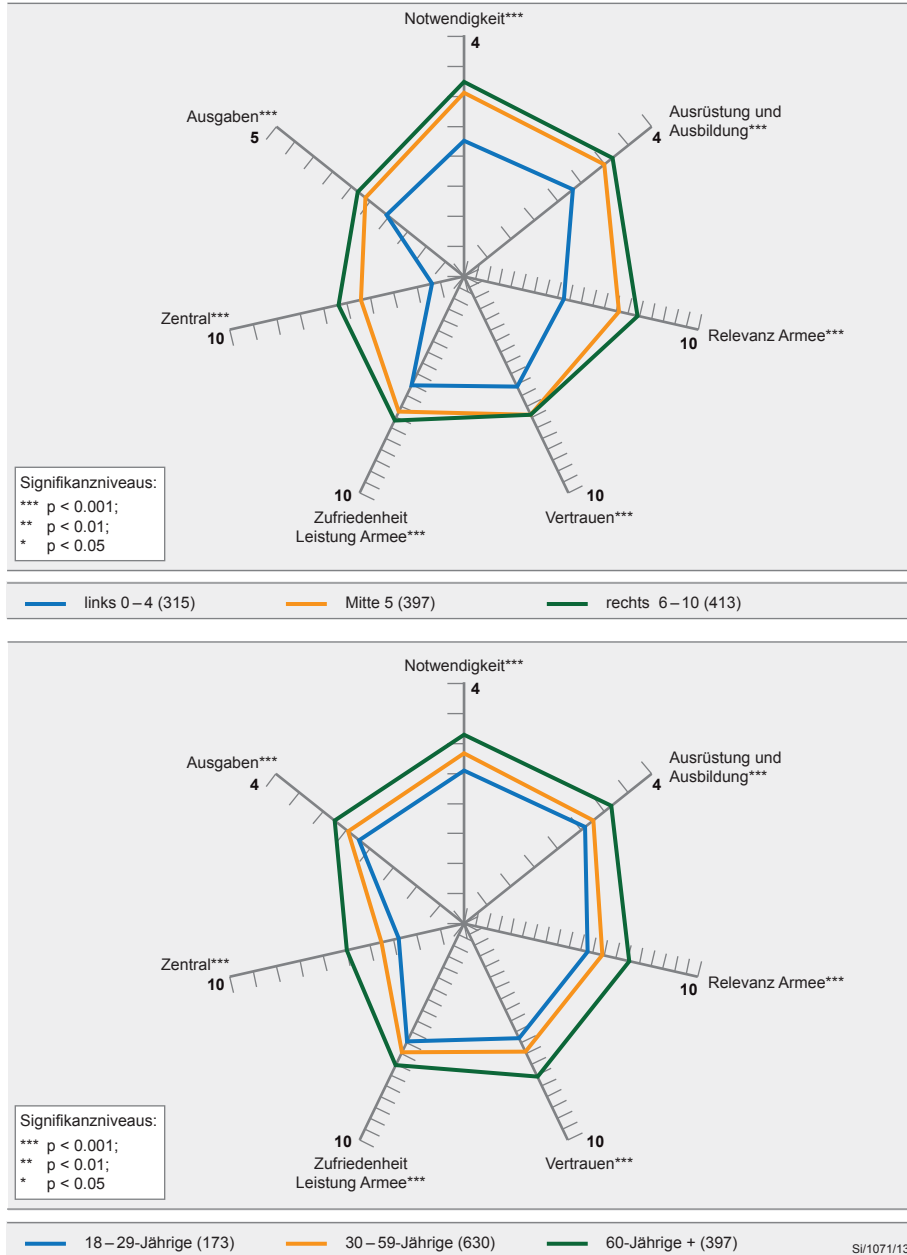 Notwendigkeit***
4
Ausrüstung und
Ausbildung***
4
Ausgaben***
5
Zentral***
10
Relevanz Armee***
10
10
Zufriedenheit
Leistung Armee***
10
Vertrauen***
Signifikanzniveaus:
*** p < 0.001;
** p < 0.01;
* p < 0.05
links 0 – 4 (315)
Mitte 5 (397)
rechts 6 – 10 (413)
Notwendigkeit***
4
Ausrüstung und
Ausbildung***
4
Ausgaben***
4
Zentral***
10
Relevanz Armee***
10
10
Zufriedenheit
Leistung Armee***
10
Vertrauen***
Signifikanzniveaus:
*** p < 0.001;
** p < 0.01;
* p < 0.05
18 – 29-Jährige (173)
30 – 59-Jährige (630)
60-Jährige + (397)
Si/1071/13